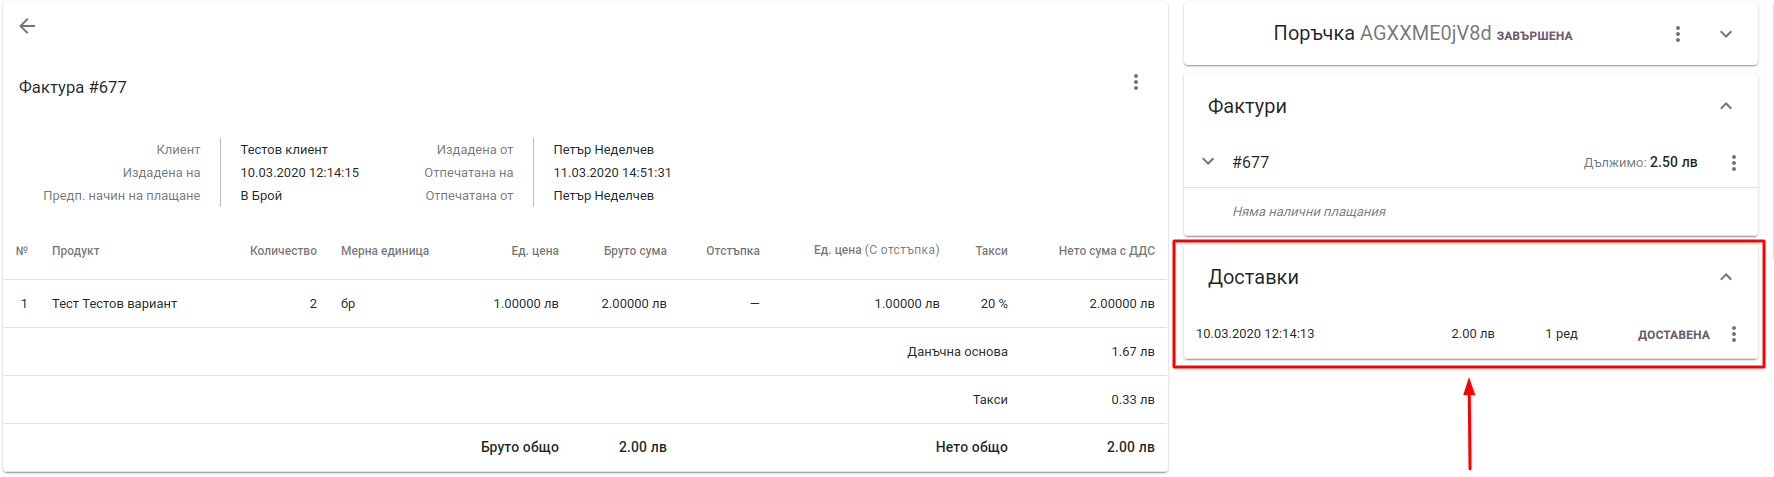 Фактура #677
Клиент Тестов клиент Издадена от Петър Неделчев
Издадена на 10.03.2020 12:14:15 Отпечатана на 11.03.2020 14:51:31
Предп. начин на плащане В Брой Отпечатана от Петър Неделчев
№ Продукт Количество Мерна единица Ед. цена Бруто сума Отстъпка Ед. цена (С отстъпка) Такси Нето сума с ДДС
1 Тест Тестов вариант 2 бр 1.00000 лв 2.00000 лв — 1.00000 лв 20 % 2.00000 лв
Данъчна основа 1.67 лв
Такси 0.33 лв
Бруто общо 2.00 лв Нето общо 2.00 лв
Поръчка AGXXME0jV8d ЗАВЪРШЕНА
Фактури
#677 Дължимо: 2.50 лв
Няма налични плащания
Доставки
10.03.2020 12:14:13 2.00 лв 1 ред ДОСТАВЕНА